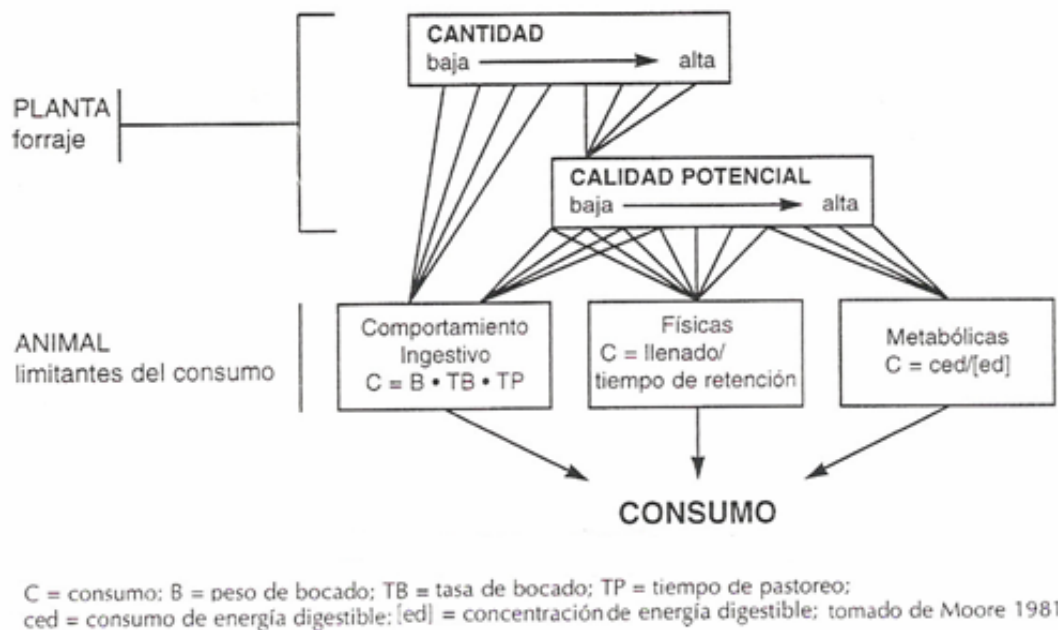 CANTIDAD
baja alta
PLANTA
forraje
CALIDAD POTENCIAL
baja alta
ANIMAL
limitantes del consumo
Comportamiento
Ingestivo
C = B • TB • TP
Físicas
C = llenado/
tiempo de retención
Metabólicas
C = ced/[ed]
CONSUMO
C = consumo; B = peso de bocado; TB = tasa de bocado; TP = tiempo de pastoreo;
ced = consumo de energía digestible; [ed] = concentración de energía digestible; tomado de Moore 1981